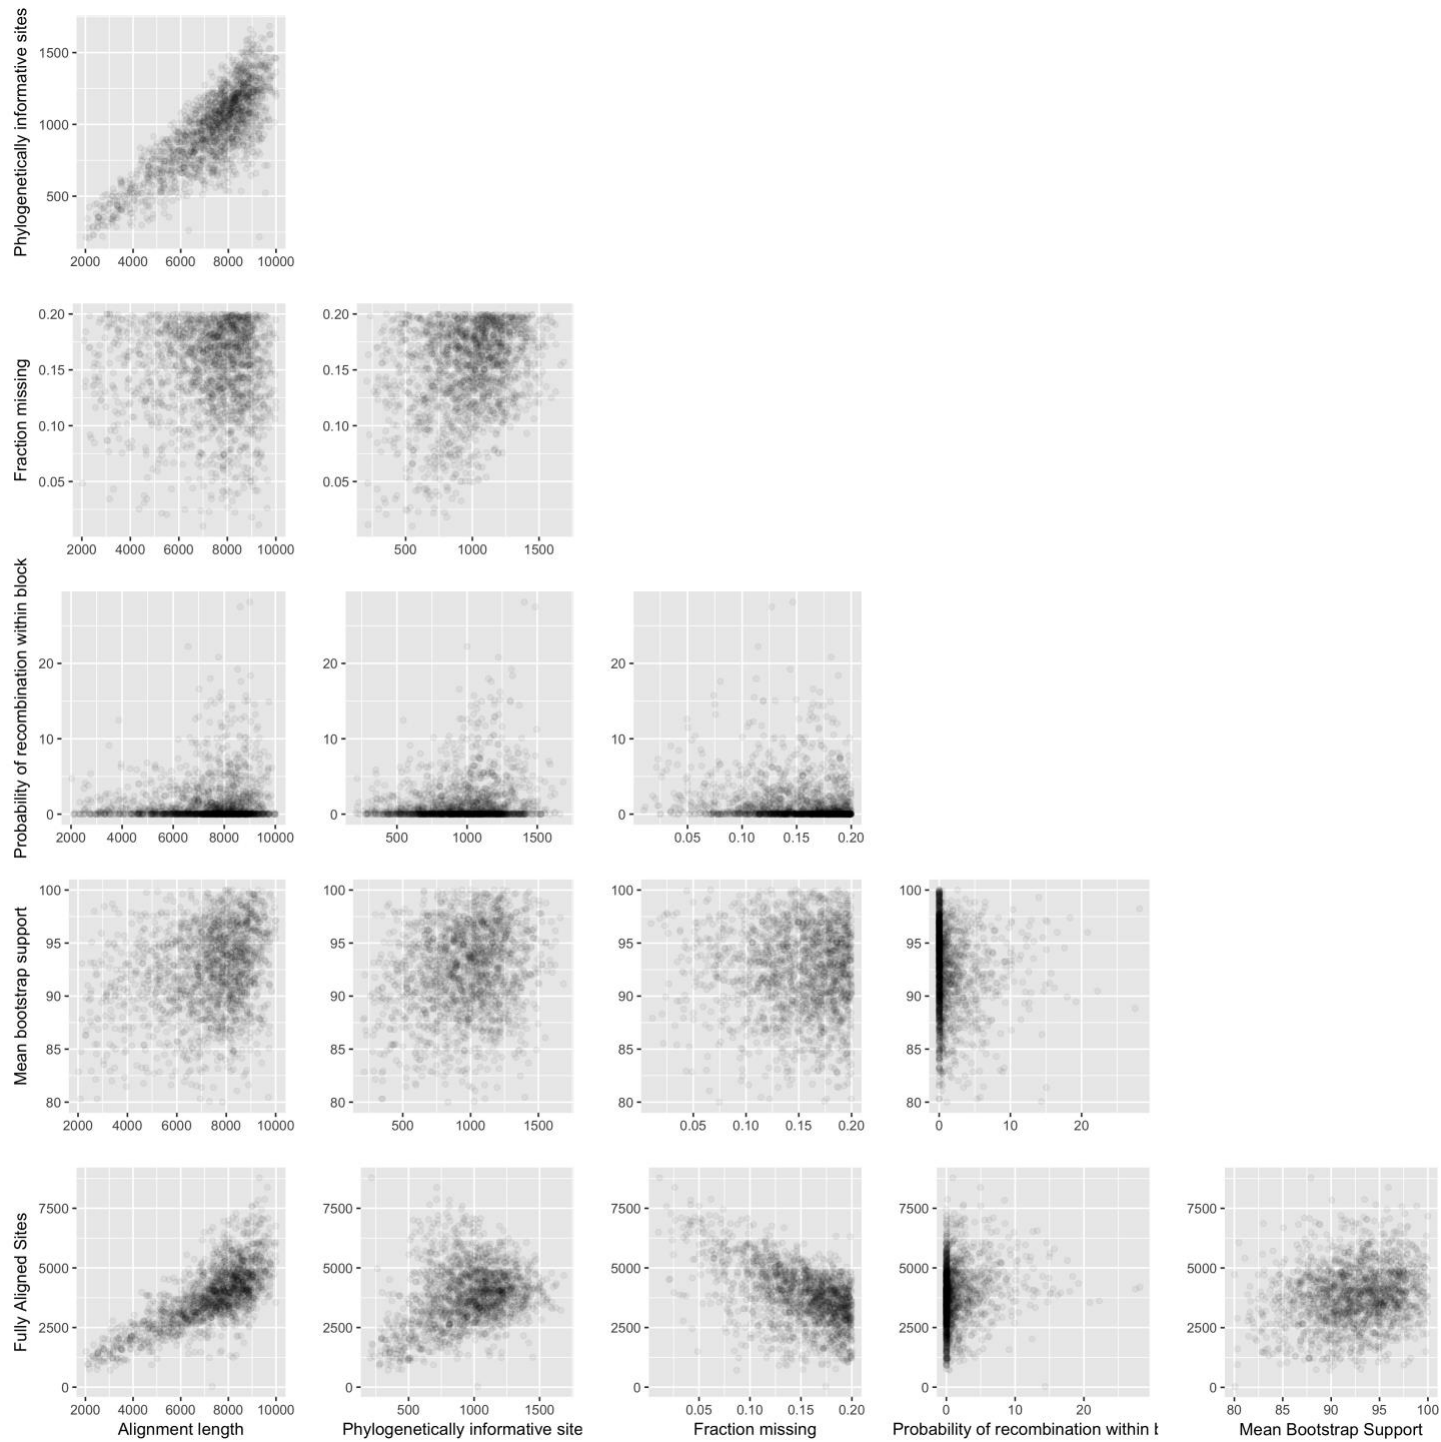 Phylogenetically informative sites
1500
1000
500
2000 4000 6000 8000 10000
Fraction missing
0.20
0.15
0.10
0.05
2000 4000 6000 8000 10000
0.20
0.15
0.10
0.05
500 1000 1500
Probability of recombination within block
20
10
0
2000 4000 6000 8000 10000
20
10
0
500 1000 1500
20
10
0
0.05 0.10 0.15 0.20
Mean bootstrap support
100
95
90
85
80
2000 4000 6000 8000 10000
100
95
90
85
80
500 1000 1500
100
95
90
85
80
0.05 0.10 0.15 0.20
100
95
90
85
80
0 10 20
Fully Aligned Sites
7500
5000
2500
0
2000 4000 6000 8000 10000
Alignment length
7500
5000
2500
0
500 1000 1500
Phylogenetically informative site
7500
5000
2500
0
0.05 0.10 0.15 0.20
Fraction missing
7500
5000
2500
0
0 10 20
Probability of recombination within
7500
5000
2500
0
80 85 90 95 100
Mean Bootstrap Support